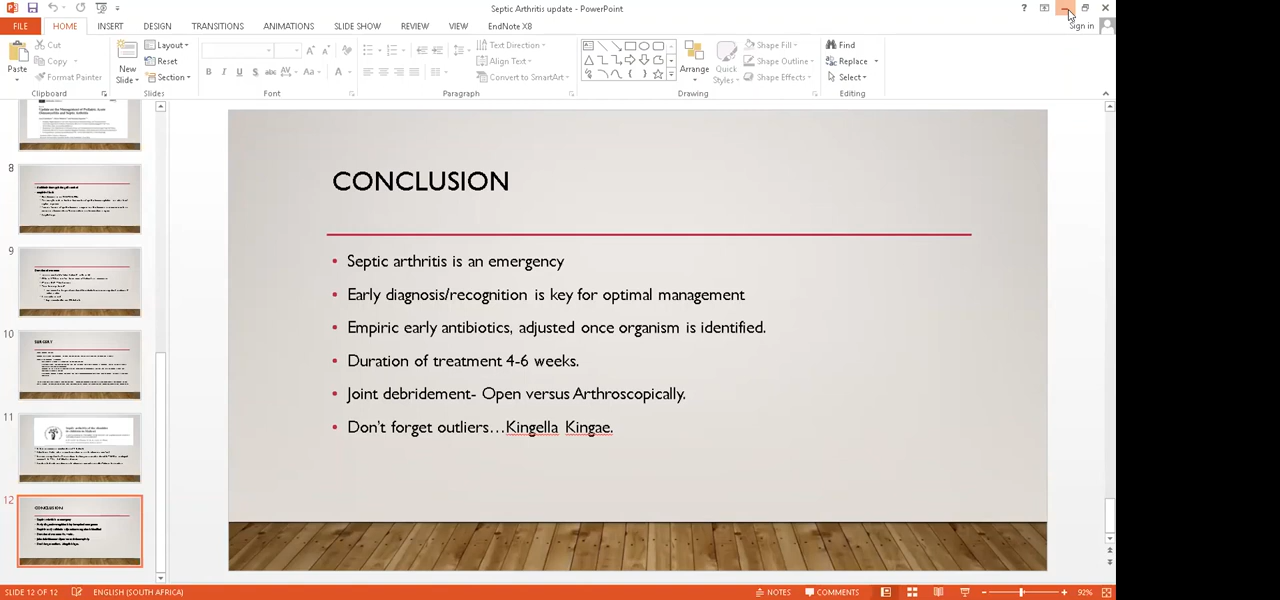 Septic Arthritis update - PowerPoint
Sign in
FILE HOME INSERT DESIGN TRANSITIONS ANIMATIONS SLIDE SHOW REVIEW VIEW EndNote X8
Cut
Copy
Format Painter
Paste
Clipboard
New Slide
Layout
Reset
Section
Slides
B I U S abc AV Aa A
Font
Paragraph
Text Direction
Align Text
Convert to SmartArt
Arrange
Quick Styles
Shape Fill
Shape Outline
Shape Effects
Drawing
Find
Replace
Select
Editing
8
9
10
SURGERY
11
12
CONCLUSION
CONCLUSION
• Septic arthritis is an emergency
• Early diagnosis/recognition is key for optimal management
• Empiric early antibiotics, adjusted once organism is identified.
• Duration of treatment 4-6 weeks.
• Joint debridement- Open versus Arthroscopically.
• Don't forget outliers…Kingella Kingae.
SLIDE 12 OF 12 ENGLISH (SOUTH AFRICA) NOTES COMMENTS 92%